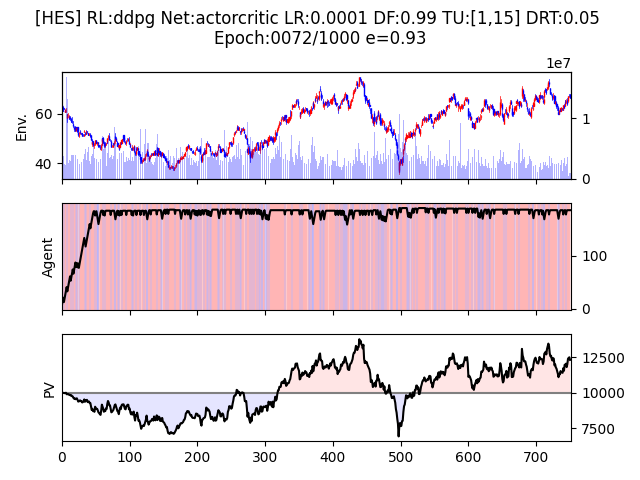 [HES] RL:ddpg Net:actorcritic LR:0.0001 DF:0.99 TU:[1,15] DRT:0.05
Epoch:0072/1000 e=0.93
1e7
Env.
60
40
1
0
Agent
100
0
PV
12500
10000
7500
0 100 200 300 400 500 600 700